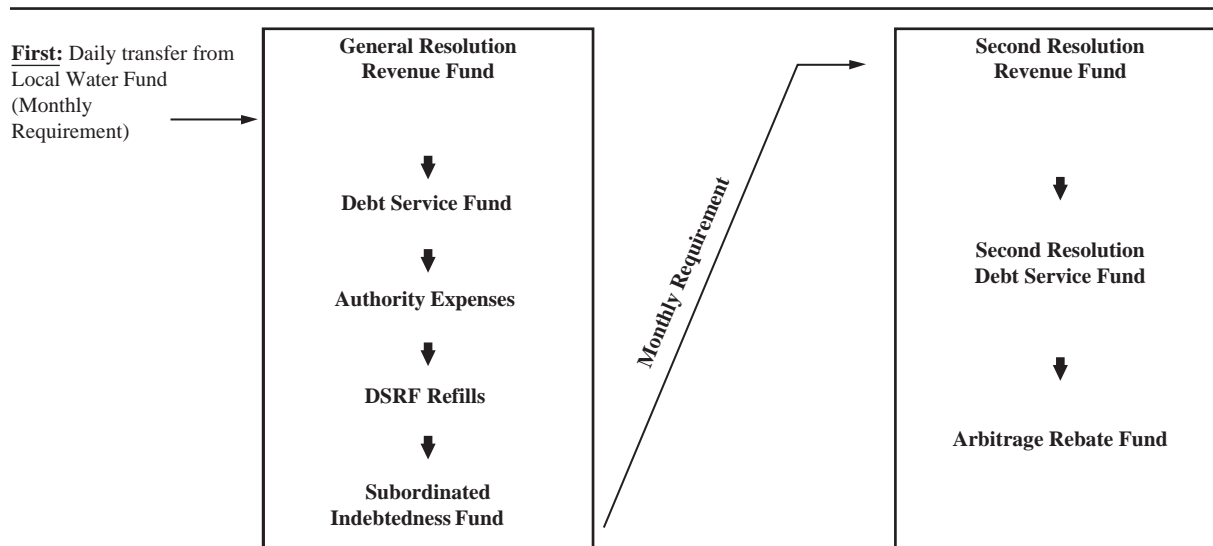 First: Daily transfer from
Local Water Fund
(Monthly
Requirement)
General Resolution
Revenue Fund
Debt Service Fund
Authority Expenses
DSRF Refills
Subordinated
Indebtedness Fund
Monthly Requirement
Second Resolution
Revenue Fund
Second Resolution
Debt Service Fund
Arbitrage Rebate Fund